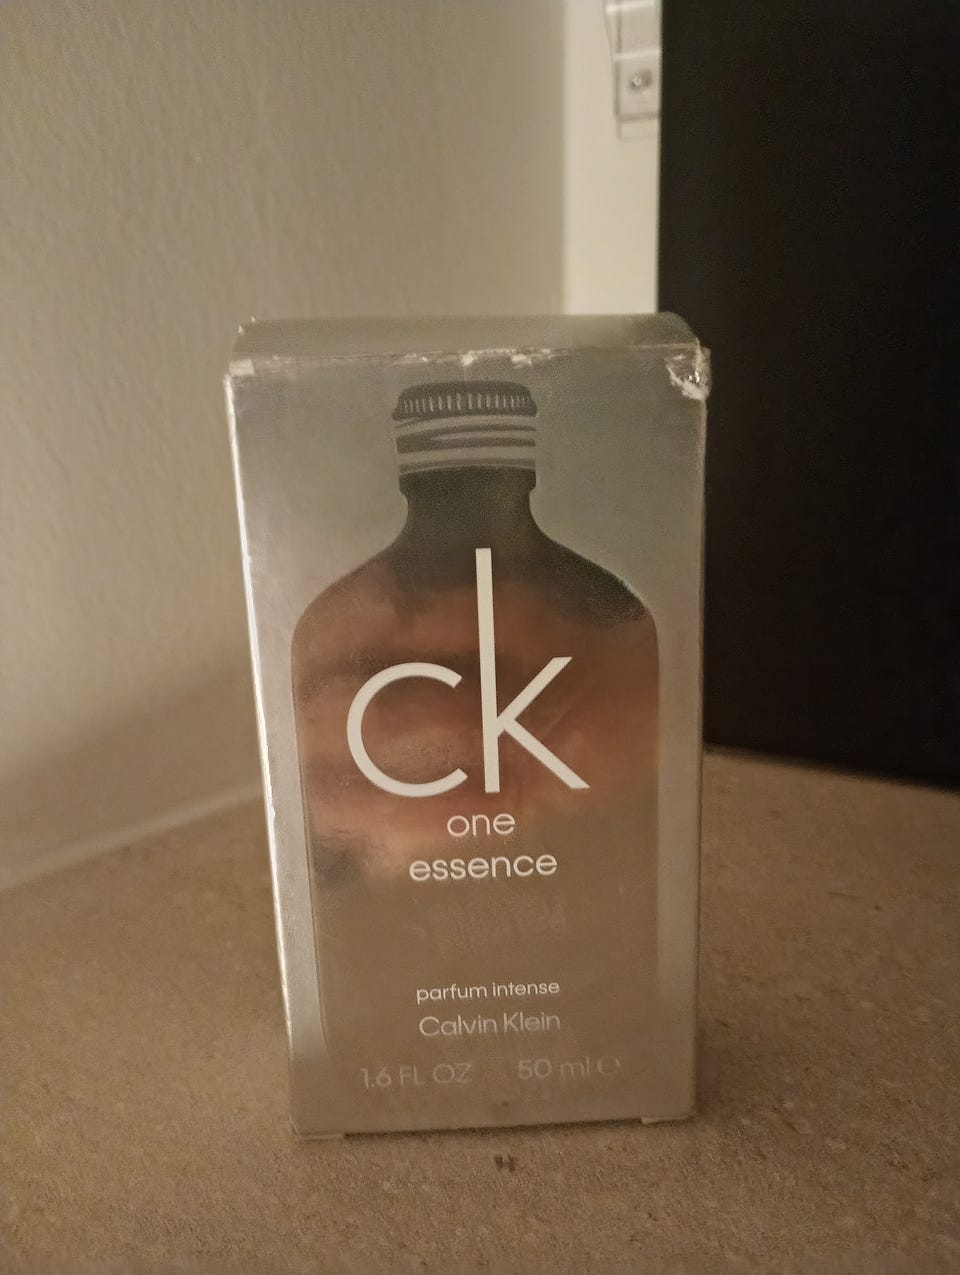 ck
one
essence
parfum intense
Calvin Klein
1.6 FL OZ 50 ml ℮